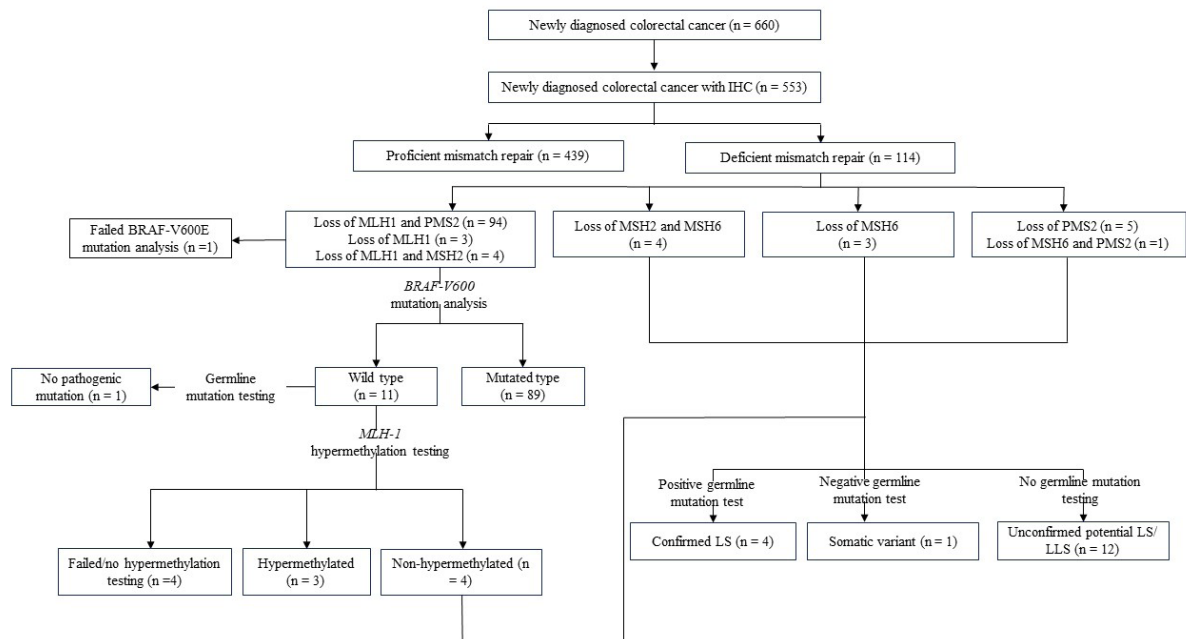 Newly diagnosed colorectal cancer (n = 660)
Newly diagnosed colorectal cancer with IHC (n = 553)
Proficient mismatch repair (n = 439)
Deficient mismatch repair (n = 114)
Failed BRAF-V600E
mutation analysis (n =1)
Loss of MLH1 and PMS2 (n = 94)
Loss of MLH1 (n = 3)
Loss of MLH1 and MSH2 (n = 4)
Loss of MSH2 and MSH6
(n = 4)
Loss of MSH6
(n = 3)
Loss of PMS2 (n = 5)
Loss of MSH6 and PMS2 (n =1)
BRAF-V600
mutation analysis
No pathogenic
mutation (n = 1)
Germline
mutation testing
Wild type
(n = 11)
Mutated type
(n = 89)
MLH-1
hypermethylation testing
Positive germline
mutation test
Negative germline
mutation test
No germline mutation
testing
Confirmed LS (n = 4)
Somatic variant (n = 1)
Unconfirmed potential LS/
LLS (n = 12)
Failed/no hypermethylation
testing (n =4)
Hypermethylated
(n = 3)
Non-hypermethylated (n
= 4)